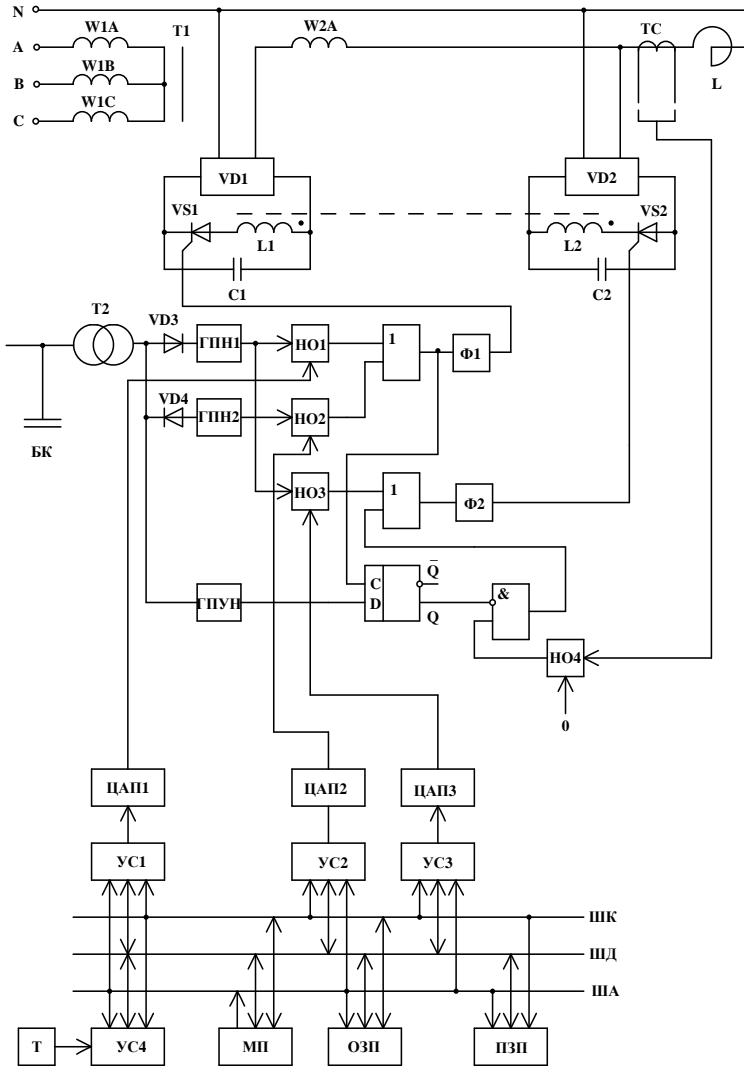 N
W1A
T1
W2A
TC
A
W1B
B
L
W1C
C
VD1
VD2
VS1
VS2
L1
L2
C1
C2
T2
VD3
ГПН1
НО1
1
Ф1
VD4
ГПН2
НО2
БК
НО3
1
Ф2
C
Q̄
ГПУН
D
Q
&
НО4
0
ЦАП1
ЦАП2
ЦАП3
УС1
УС2
УС3
ШК
ШД
ША
Т
УС4
МП
ОЗП
ПЗП